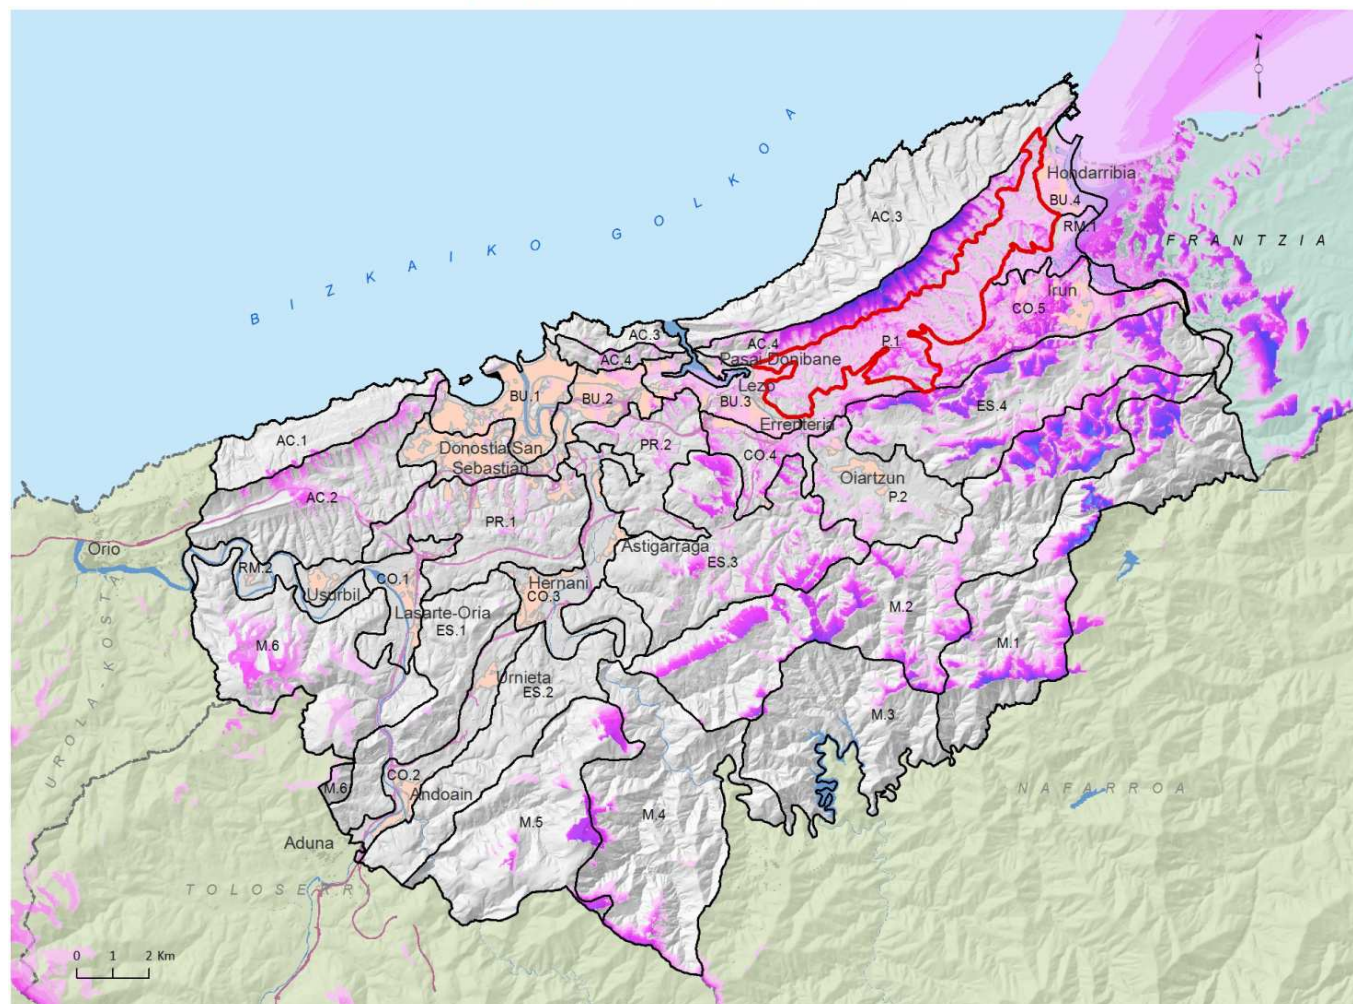 N
BIZKAIKO GOLKOA
AC.3
Hondarribia
BU.4
RM.1
FRANTZIA
Irun
CO.5
AC.3
AC.4
AC.4
P.1
Pasai Donibane
Lezo
BU.3
BU.1
BU.2
ES.4
Errenteria
AC.1
Donostia/San
Sebastián
PR.2
CO.4
Oiartzun
P.2
AC.2
PR.1
Orio
Astigarraga
ES.3
RM.2
CO.1
Usurbil
Hernani
CO.3
Lasarte-Oria
ES.1
M.2
M.1
M.6
UROLA-KOSTA
Urnieta
ES.2
M.3
M.6
CO.2
Andoain
NAFARROA
M.5
M.4
Aduna
TOLOSERRI
0 1 2 Km